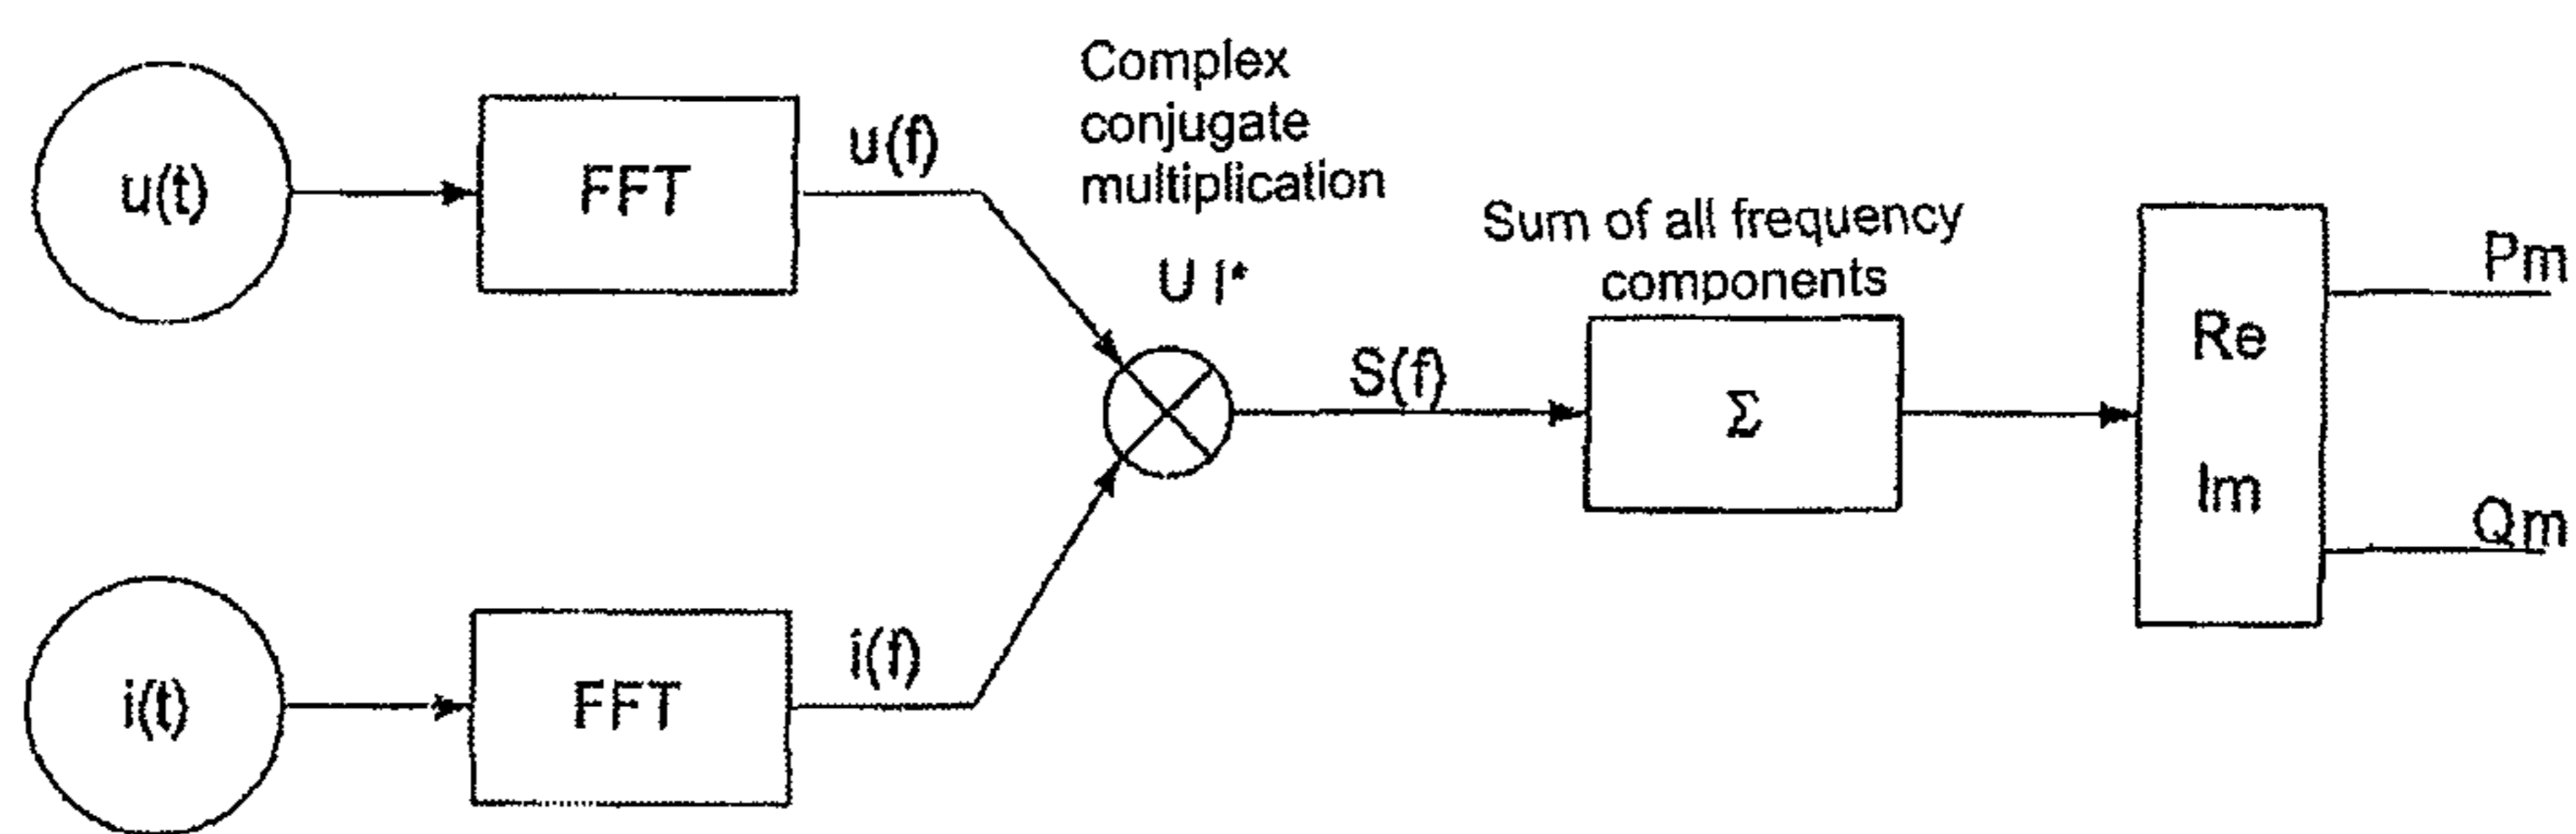 Complex
conjugate
multiplication
U I*
u(t)
FFT
u(f)
Sum of all frequency
components
S(f)
Σ
Re
Im
Pm
Qm
i(t)
FFT
i(f)